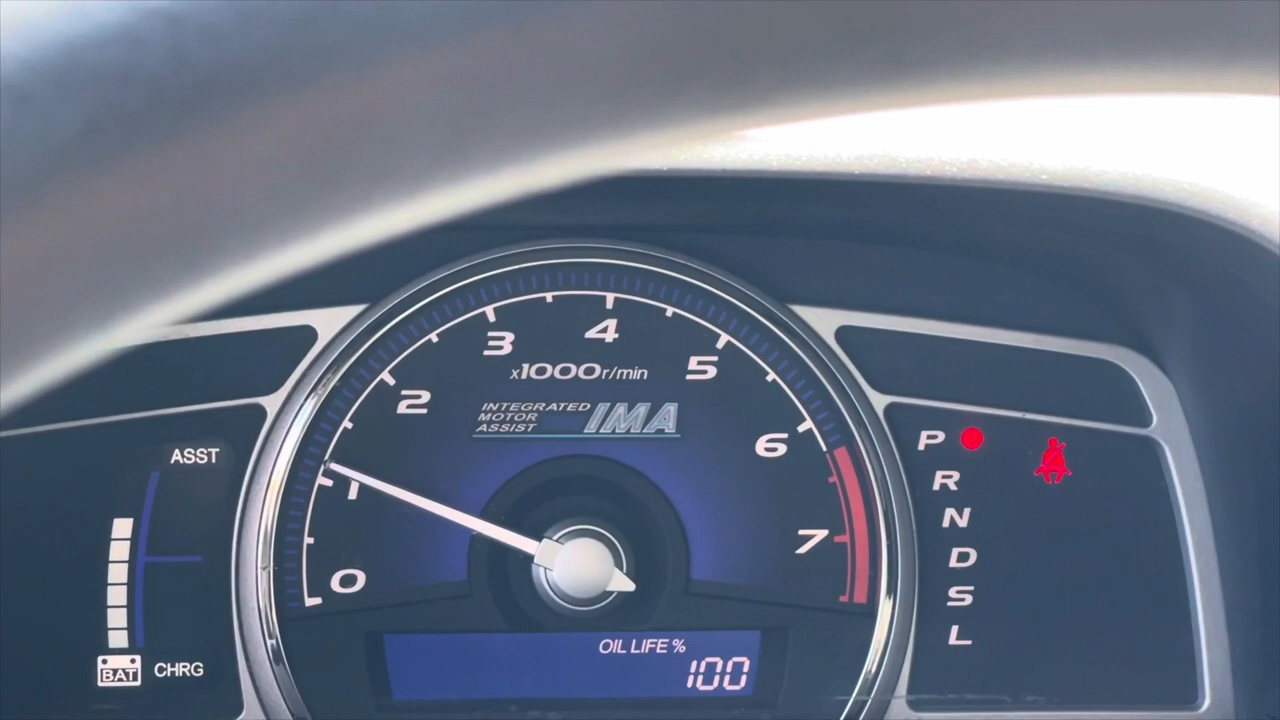 ASST
BAT
CHRG
0
1
2
3
4
5
6
7
x1000r/min
INTEGRATED
MOTOR
ASSIST
IMA
OIL LIFE %
100
P
R
N
D
S
L